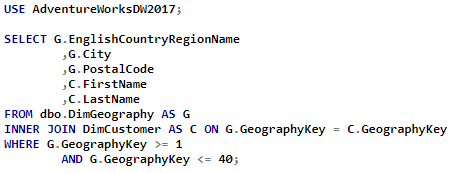 USE AdventureWorksDW2017;
SELECT G.EnglishCountryRegionName
,G.City
,G.PostalCode
,C.FirstName
,C.LastName
FROM dbo.DimGeography AS G
INNER JOIN DimCustomer AS C ON G.GeographyKey = C.GeographyKey
WHERE G.GeographyKey >= 1
AND G.GeographyKey <= 40;